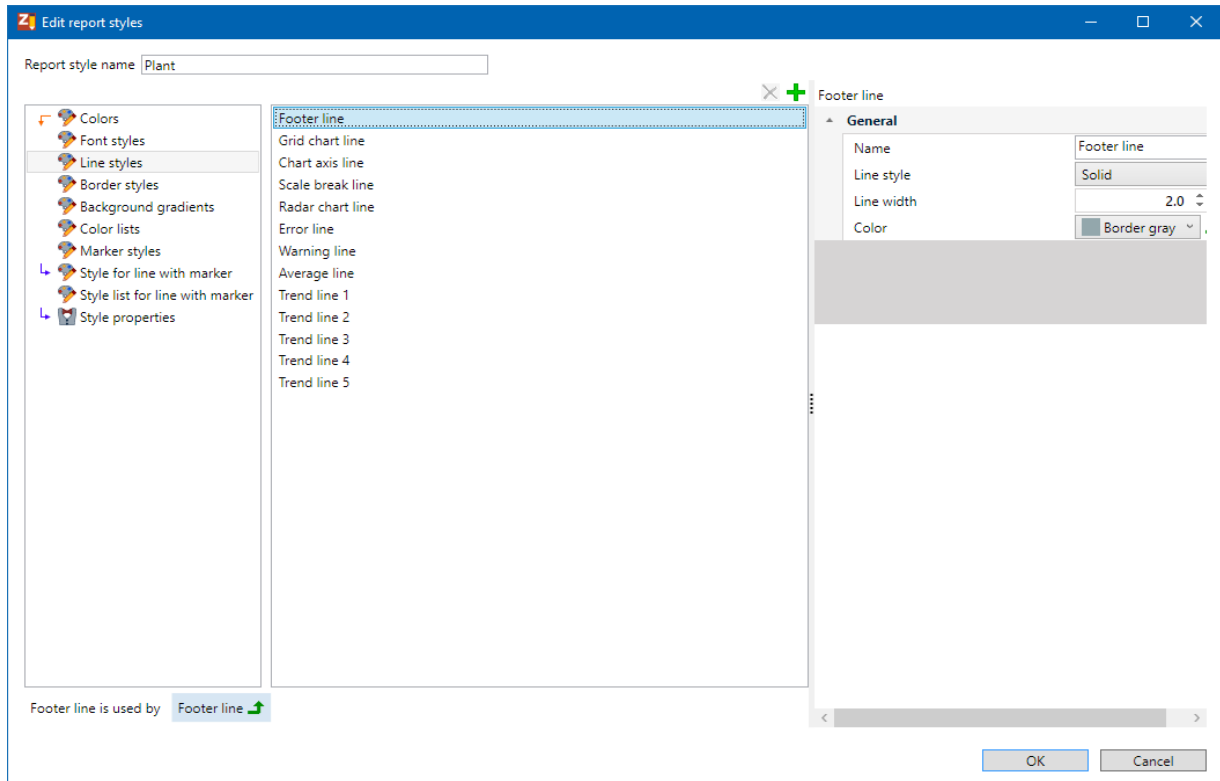 Edit report styles
Report style name Plant
Colors
Font styles
Line styles
Border styles
Background gradients
Color lists
Marker styles
Style for line with marker
Style list for line with marker
Style properties
Footer line
Grid chart line
Chart axis line
Scale break line
Radar chart line
Error line
Warning line
Average line
Trend line 1
Trend line 2
Trend line 3
Trend line 4
Trend line 5
Footer line
General
Name Footer line
Line style Solid
Line width 2.0
Color Border gray
Footer line is used by Footer line
OK Cancel